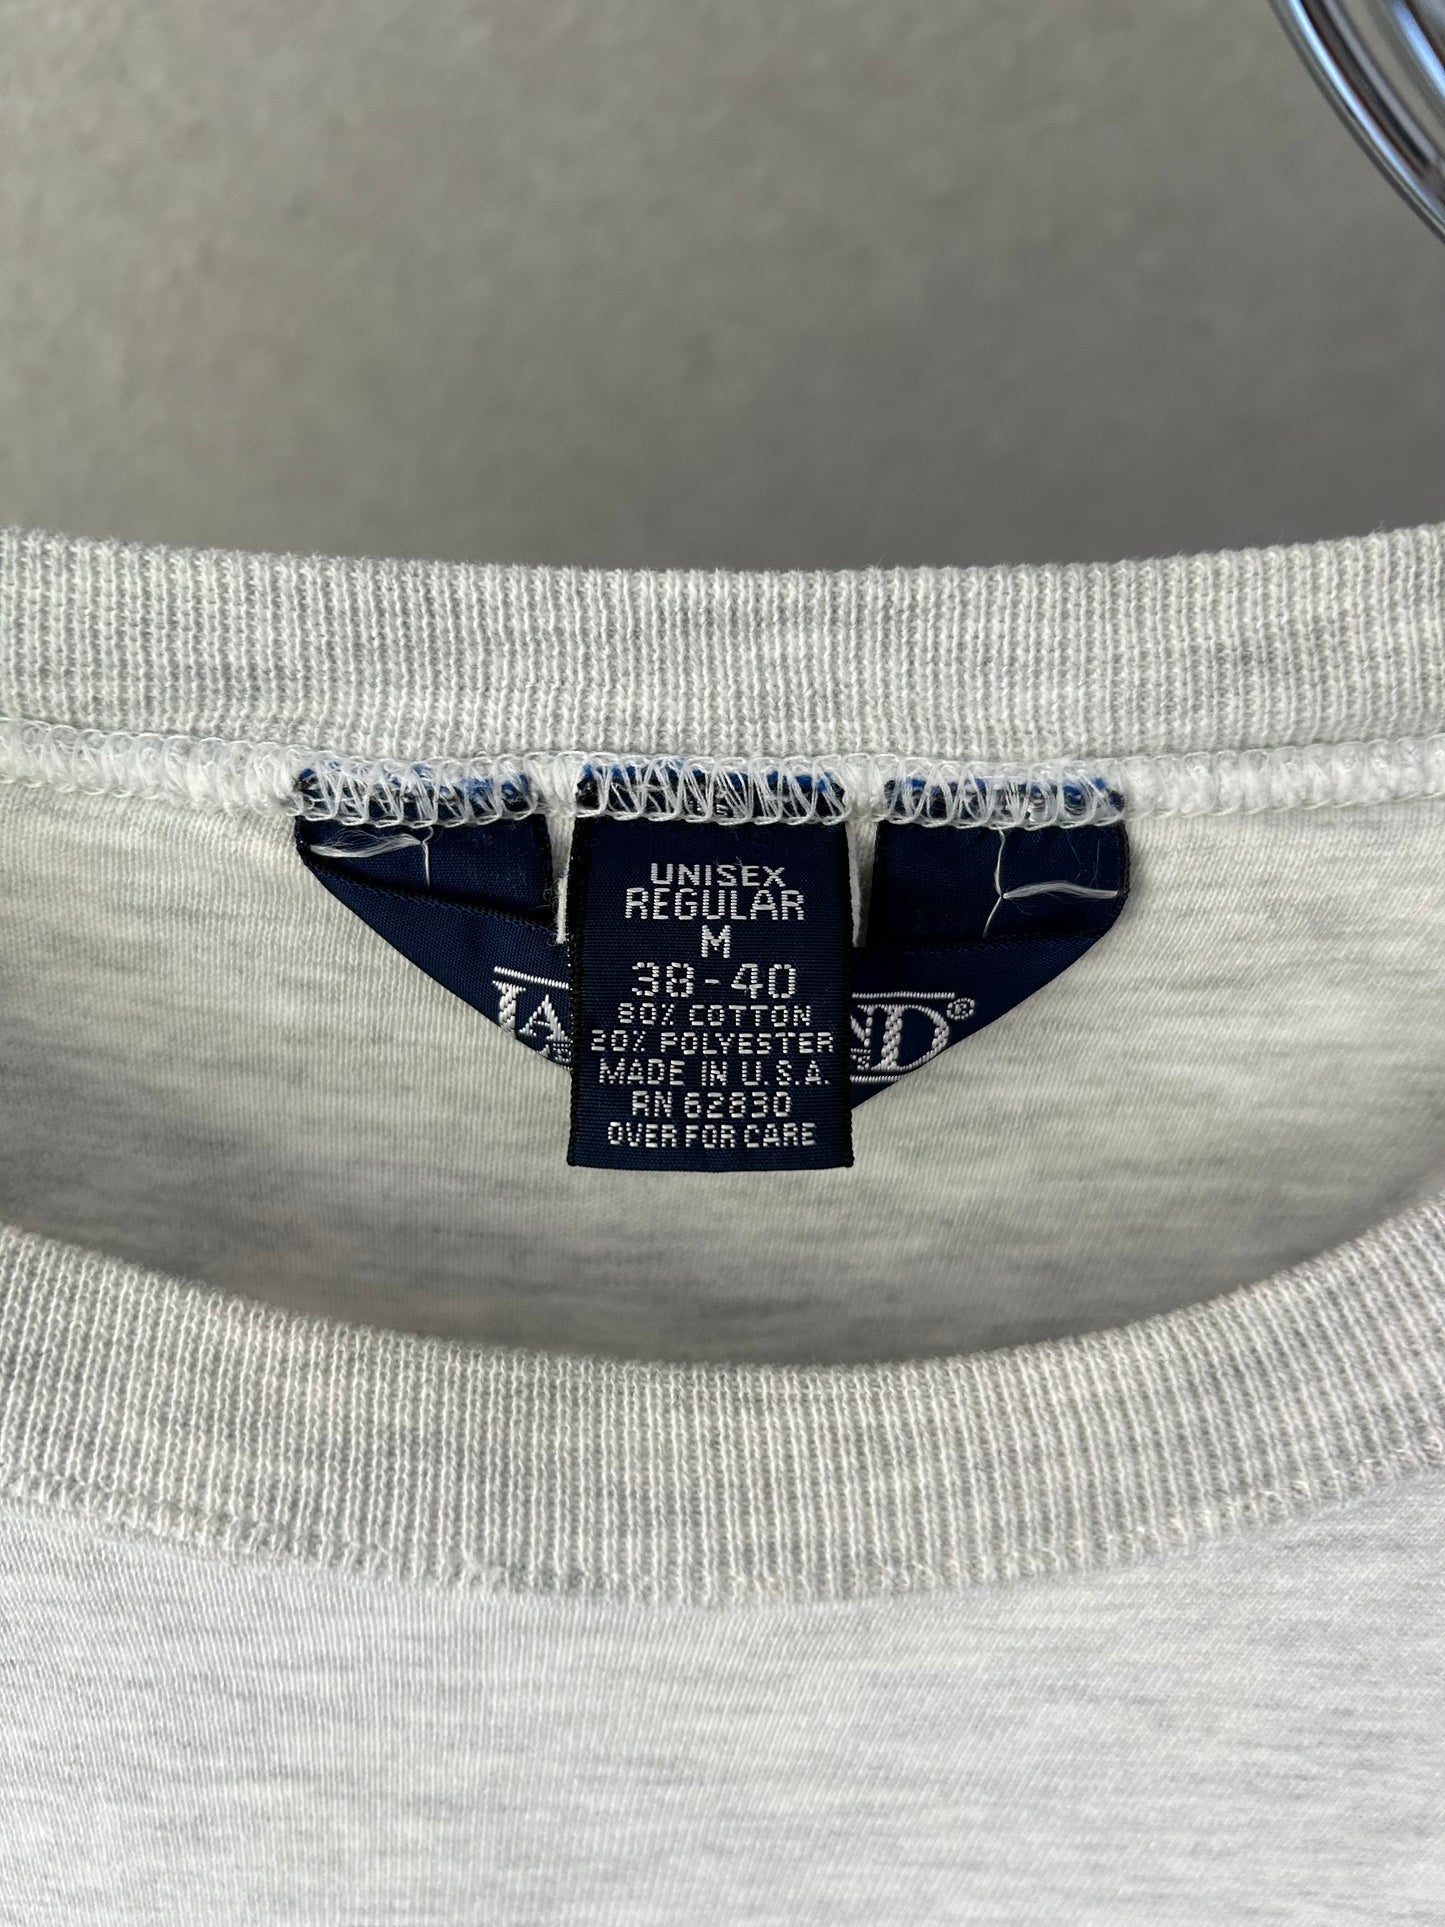 UNISEX
REGULAR
M
38-40
80% COTTON
20% POLYESTER
MADE IN U.S.A.
RN 62830
OVER FOR CARE